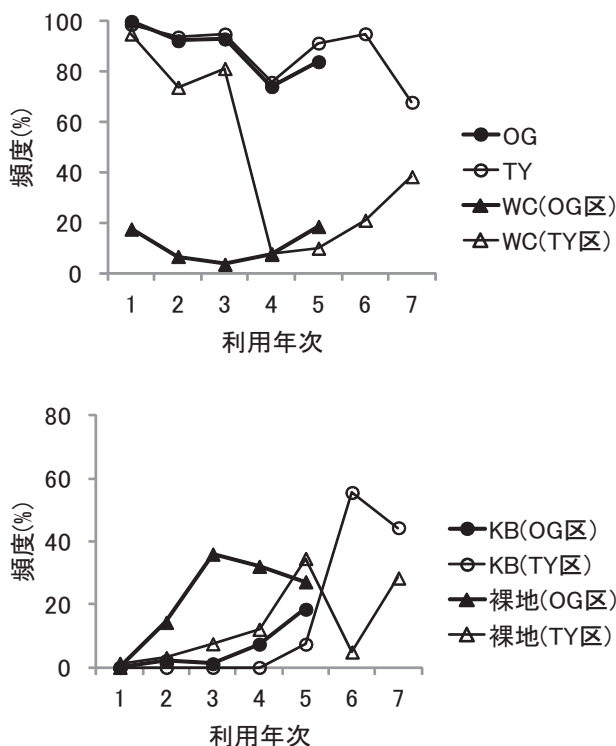 100
80
60
40
20
0
頻度(%)
1 2 3 4 5 6 7
利用年次
OG
TY
WC(OG区)
WC(TY区)
80
60
40
20
0
頻度(%)
1 2 3 4 5 6 7
利用年次
KB(OG区)
KB(TY区)
裸地(OG区)
裸地(TY区)